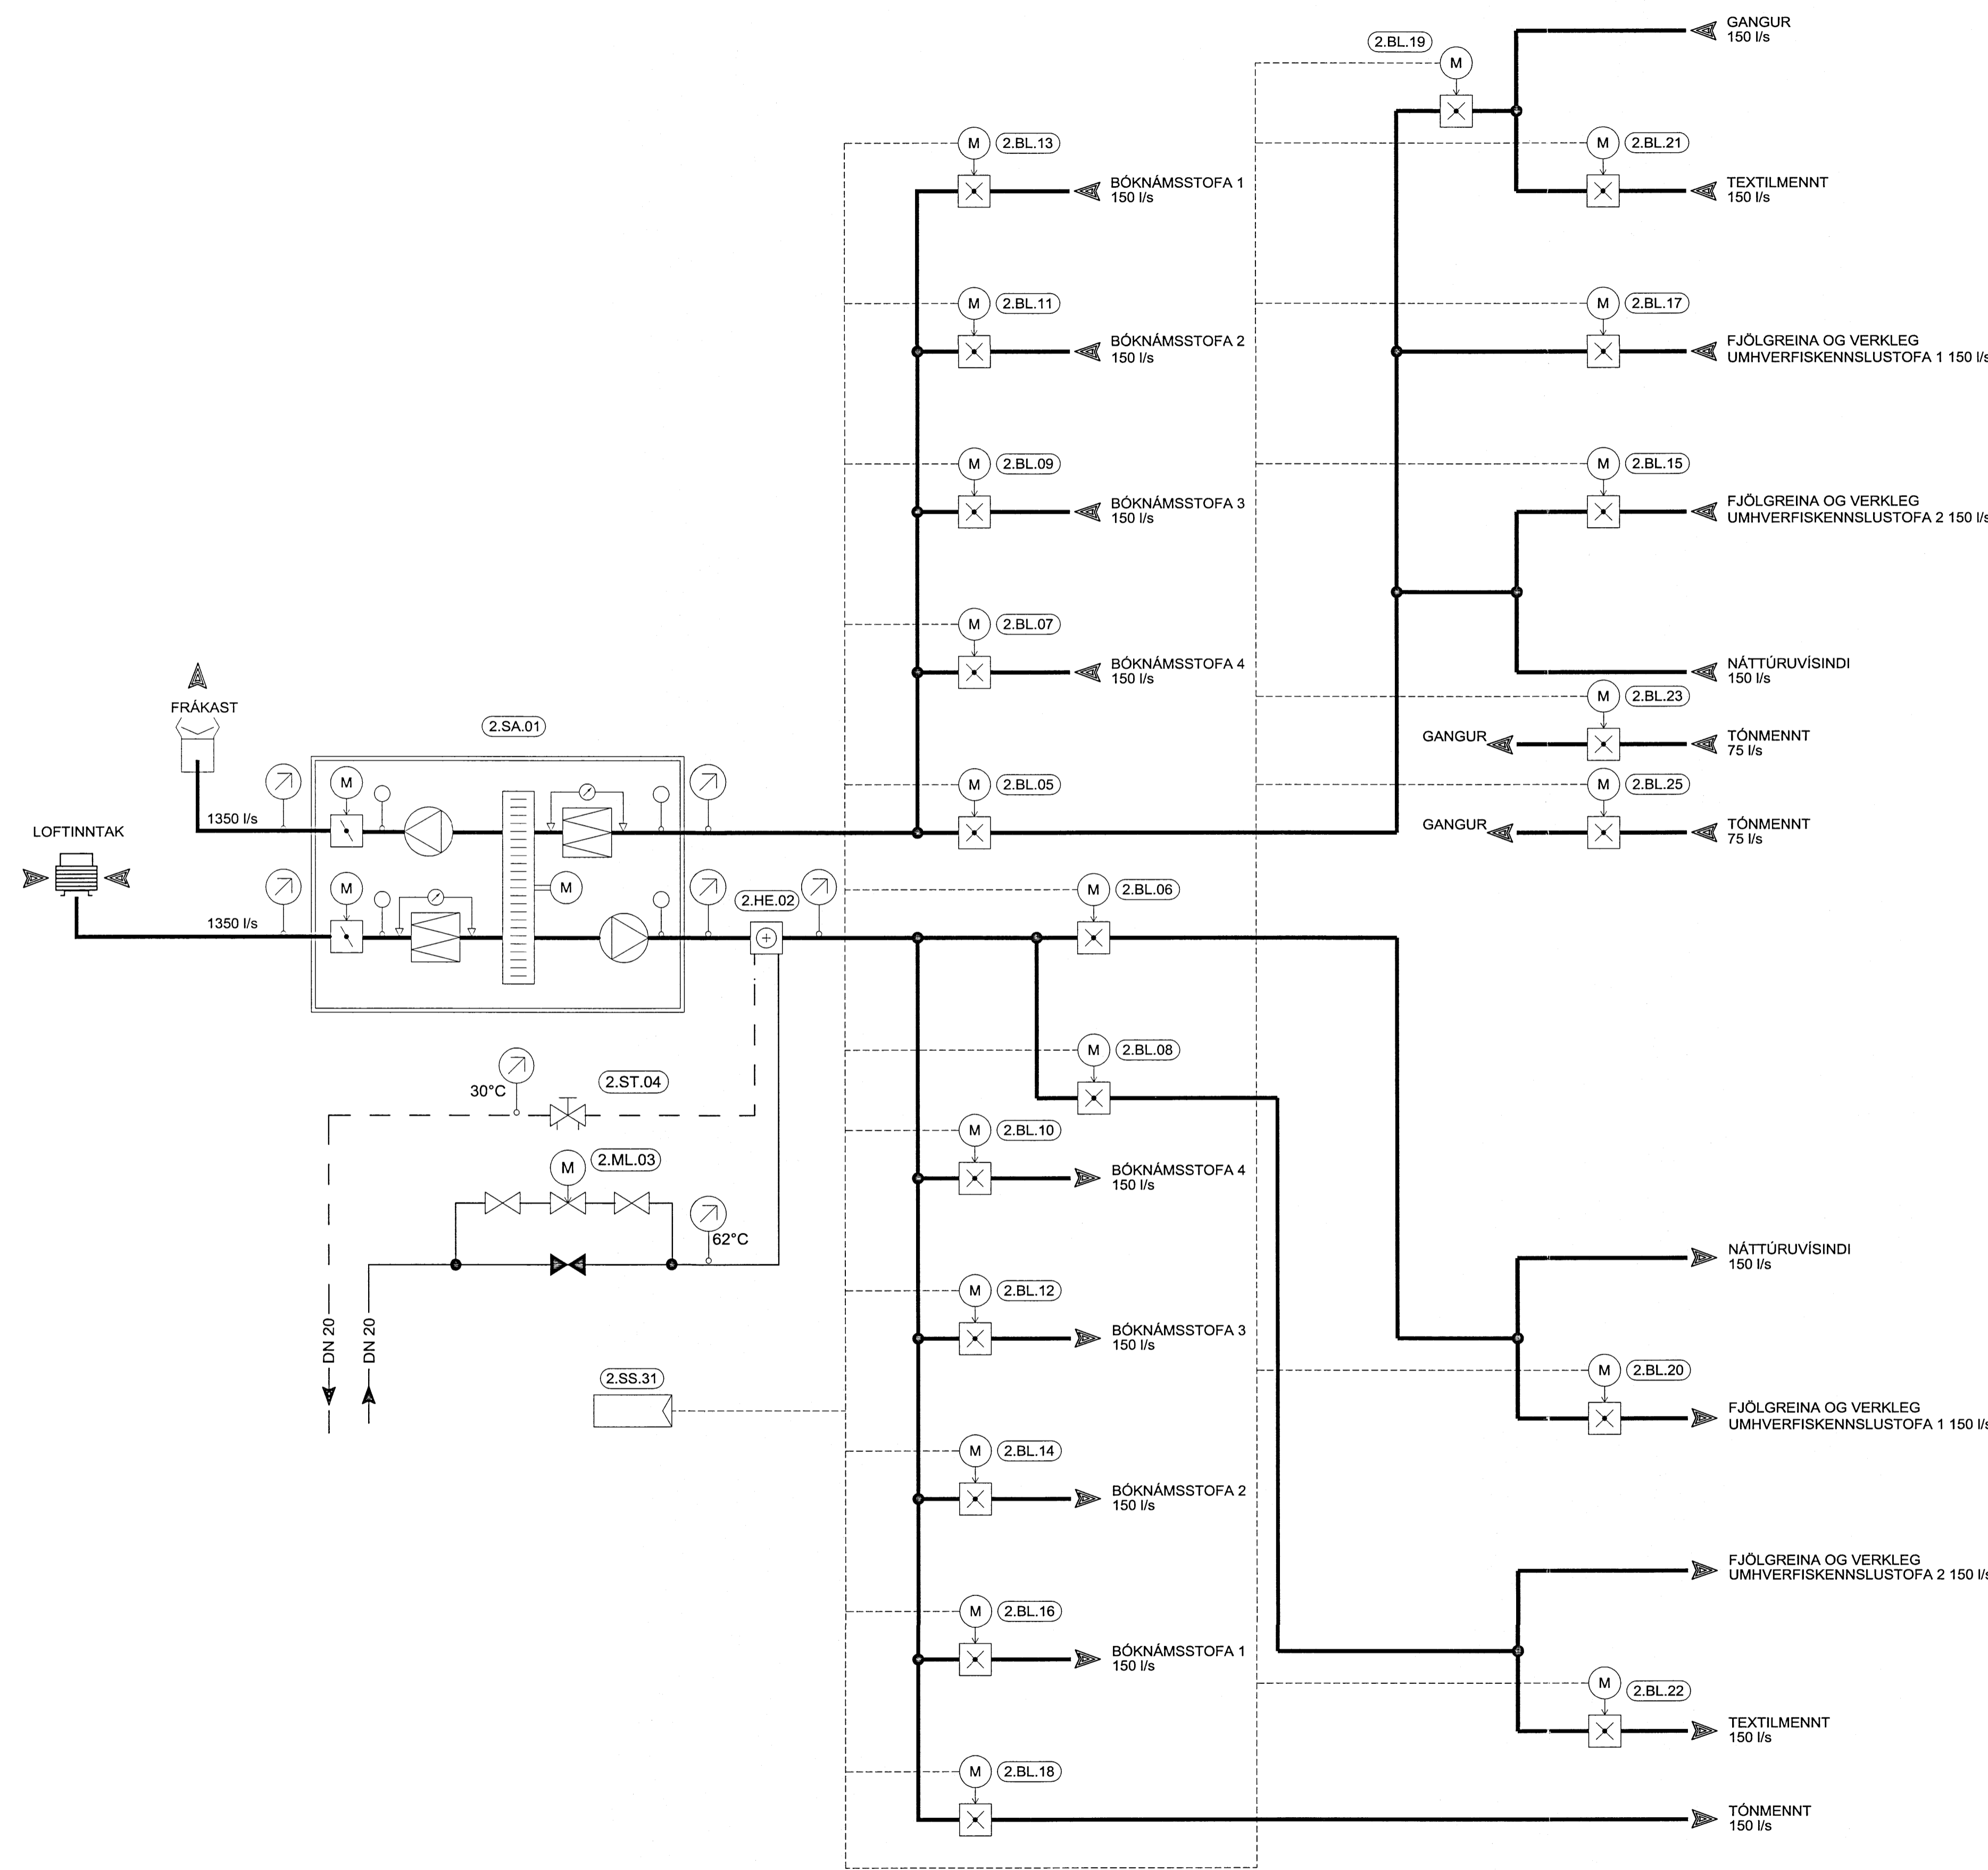 GANGUR
150 l/s
2.BL.19
M
M
2.BL.13
M
2.BL.21
BÓKNÁMSSTOFA 1
150 l/s
TEXTILMENNT
150 l/s
M
2.BL.11
M
2.BL.17
BÓKNÁMSSTOFA 2
150 l/s
FJÖLGREINA OG VERKLEG
UMHVERFISKENNSLUSTOFA 1 150 l/s
M
2.BL.09
M
2.BL.15
BÓKNÁMSSTOFA 3
150 l/s
FJÖLGREINA OG VERKLEG
UMHVERFISKENNSLUSTOFA 2 150 l/s
M
2.BL.07
BÓKNÁMSSTOFA 4
150 l/s
NÁTTÚRUVÍSINDI
150 l/s
M
2.BL.23
FRÁKAST
2.SA.01
GANGUR
TÓNMENNT
75 l/s
M
M
2.BL.05
M
2.BL.25
1350 l/s
GANGUR
TÓNMENNT
75 l/s
LOFTINNTAK
M
M
2.HE.02
M
2.BL.06
1350 l/s
M
2.BL.08
30°C
2.ST.04
M
2.BL.10
M
2.ML.03
BÓKNÁMSSTOFA 4
150 l/s
62°C
NÁTTÚRUVÍSINDI
150 l/s
M
2.BL.12
DN 20
DN 20
BÓKNÁMSSTOFA 3
150 l/s
2.SS.31
M
2.BL.20
FJÖLGREINA OG VERKLEG
UMHVERFISKENNSLUSTOFA 1 150 l/s
M
2.BL.14
BÓKNÁMSSTOFA 2
150 l/s
FJÖLGREINA OG VERKLEG
UMHVERFISKENNSLUSTOFA 2 150 l/s
M
2.BL.16
BÓKNÁMSSTOFA 1
150 l/s
M
2.BL.22
TEXTILMENNT
150 l/s
M
2.BL.18
TÓNMENNT
150 l/s